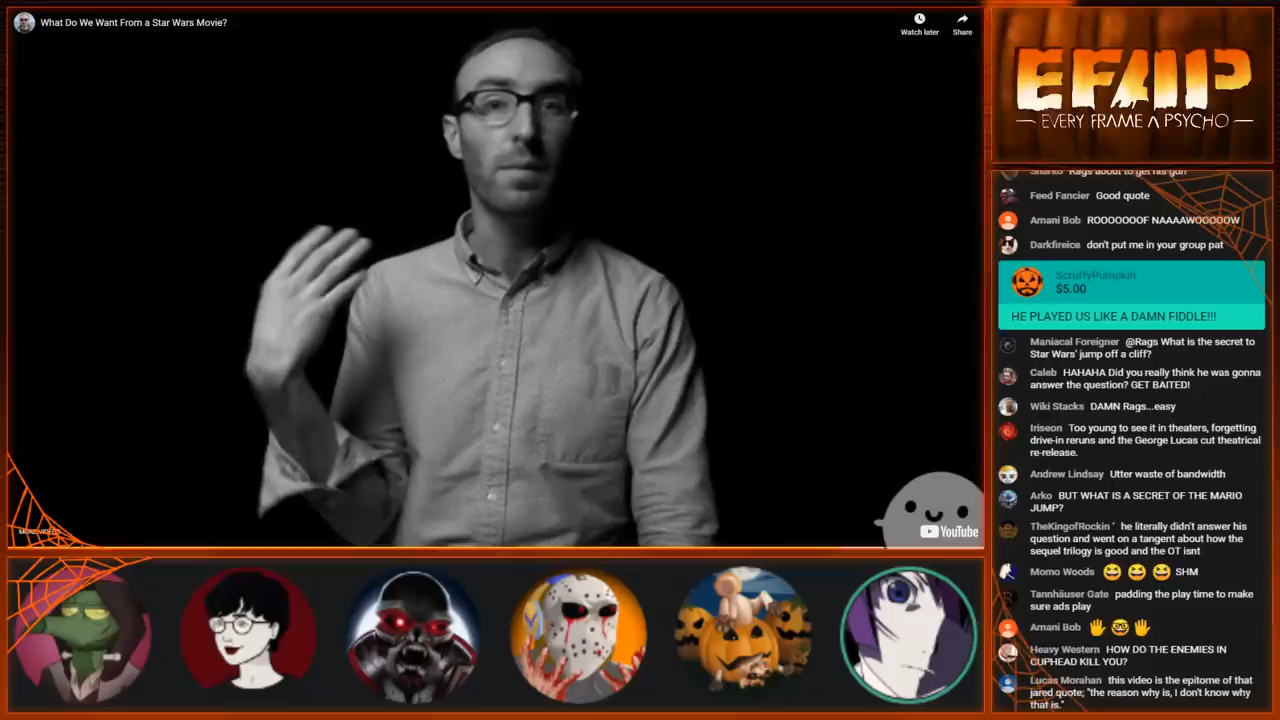 What Do We Want From a Star Wars Movie?
Watch later
Share
EFAP
EVERY FRAME A PSYCHO
Sharko Rags about to get his gun
Feed Fancier Good quote
Amani Bob ROOOOOOOF NAAAAWOOOOOW
Darkfireice don't put me in your group pat
ScruffyPumpkin
$5.00
HE PLAYED US LIKE A DAMN FIDDLE!!!
Maniacal Foreigner @Rags What is the secret to
Star Wars' jump off a cliff?
Caleb HAHAHA Did you really think he was gonna
answer the question? GET BAITED!
Wiki Stacks DAMN Rags...easy
Iriseon Too young to see it in theaters, forgetting
drive-in reruns and the George Lucas cut theatrical
re-release.
Andrew Lindsay Utter waste of bandwidth
Arko BUT WHAT IS A SECRET OF THE MARIO
JUMP?
TheKingofRockin ' he literally didn't answer his
question and went on a tangent about how the
sequel trilogy is good and the OT isnt
Momo Woods 😆 😆 😆 SHM
Tannhäuser Gate padding the play time to make
sure ads play
Amani Bob 🖐 🤓 🖐
Heavy Western HOW DO THE ENEMIES IN
CUPHEAD KILL YOU?
Lucas Morahan this video is the epitome of that
jared quote; "the reason why is, I don't know why
that is."
MORE VIDEOS
YouTube